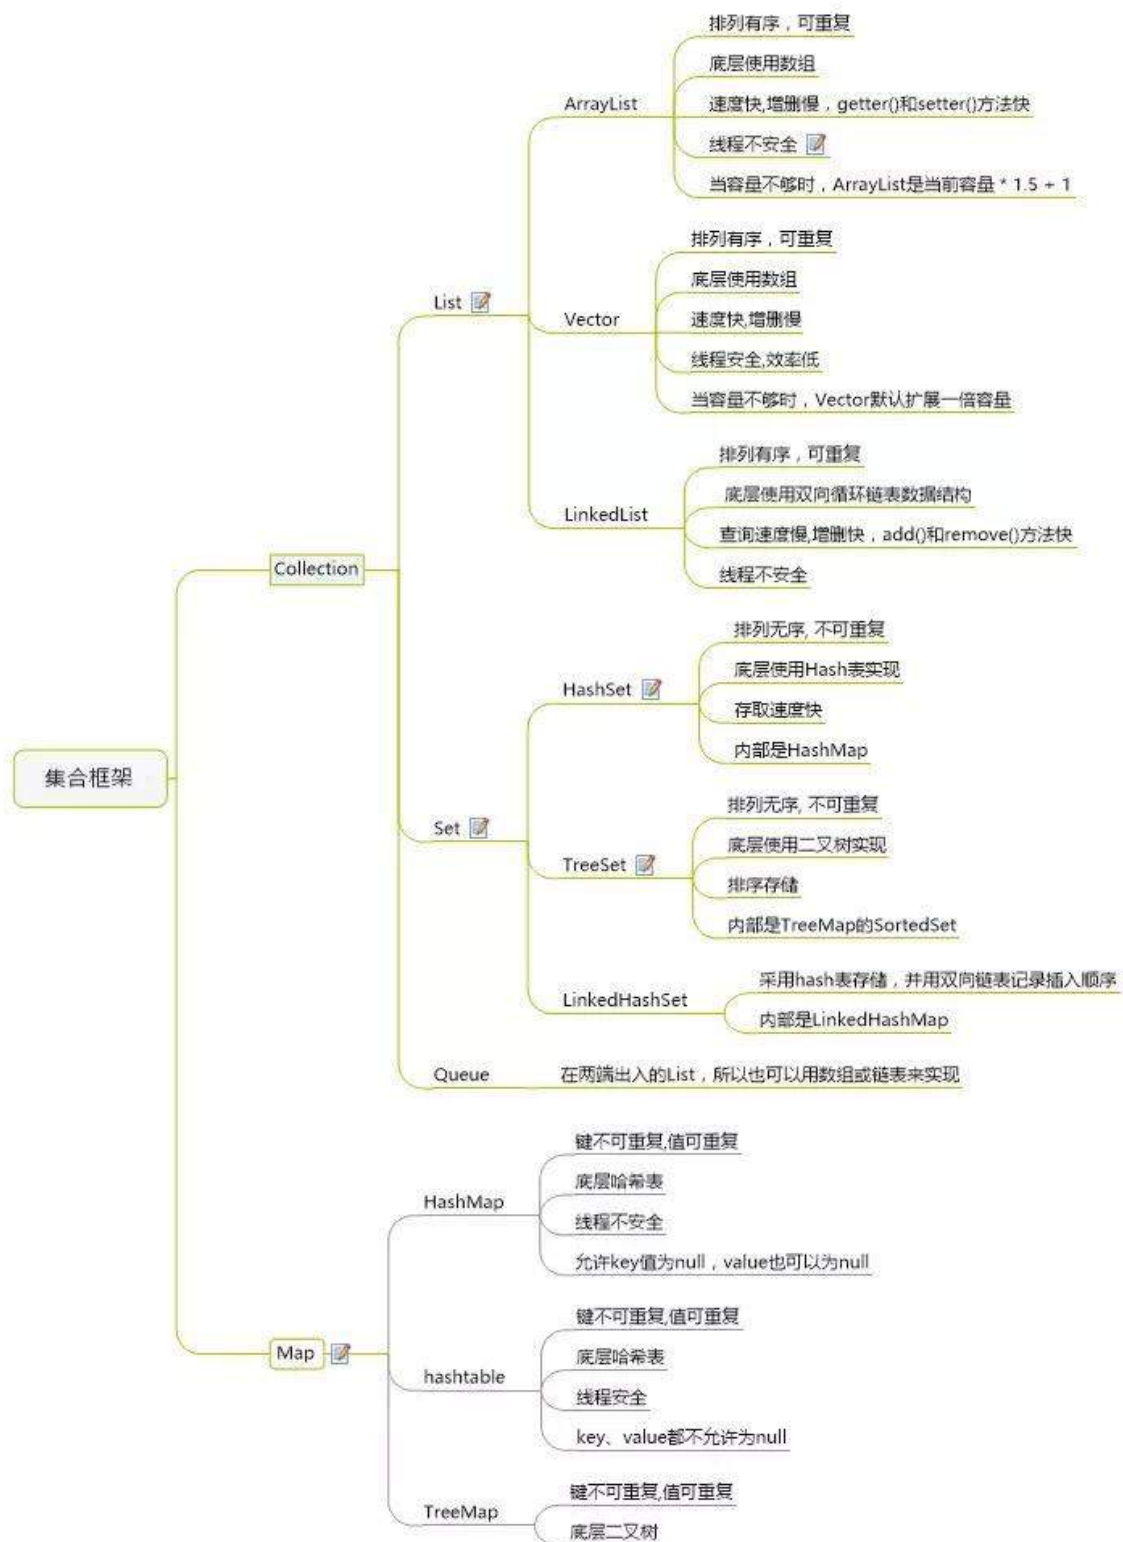 集合框架
Collection
List
ArrayList
排列有序，可重复
底层使用数组
速度快,增删慢，getter()和setter()方法快
线程不安全
当容量不够时，ArrayList是当前容量 * 1.5 + 1
Vector
排列有序，可重复
底层使用数组
速度快,增删慢
线程安全,效率低
当容量不够时，Vector默认扩展一倍容量
LinkedList
排列有序，可重复
底层使用双向循环链表数据结构
查询速度慢,增删快，add()和remove()方法快
线程不安全
Set
HashSet
排列无序, 不可重复
底层使用Hash表实现
存取速度快
内部是HashMap
TreeSet
排列无序, 不可重复
底层使用二叉树实现
排序存储
内部是TreeMap的SortedSet
LinkedHashSet
采用hash表存储，并用双向链表记录插入顺序
内部是LinkedHashMap
Queue
在两端出入的List，所以也可以用数组或链表来实现
Map
HashMap
键不可重复,值可重复
底层哈希表
线程不安全
允许key值为null，value也可以为null
hashtable
键不可重复,值可重复
底层哈希表
线程安全
key、value都不允许为null
TreeMap
键不可重复,值可重复
底层二叉树